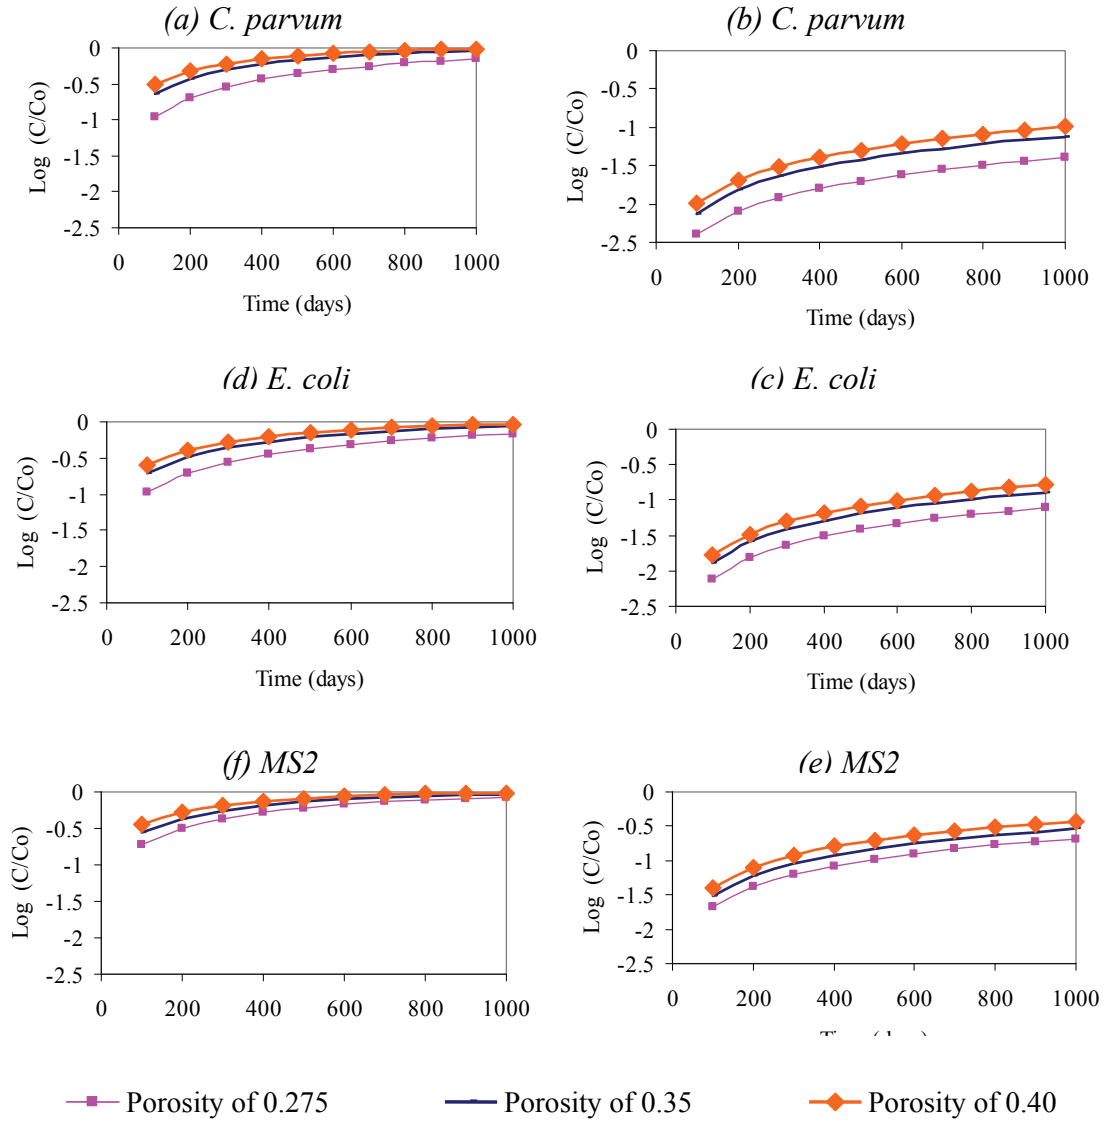 (a) C. parvum
0
-0.5
-1
-1.5
-2
-2.5
Log (C/Co)
0 200 400 600 800 1000
Time (days)
(b) C. parvum
0
-0.5
-1
-1.5
-2
-2.5
Log (C/Co)
0 200 400 600 800 1000
Time (days)
(d) E. coli
0
-0.5
-1
-1.5
-2
-2.5
Log (C/Co)
0 200 400 600 800 1000
Time (days)
(c) E. coli
0
-0.5
-1
-1.5
-2
-2.5
Log (C/Co)
0 200 400 600 800 1000
Time (days)
(f) MS2
0
-0.5
-1
-1.5
-2
-2.5
Log (C/Co)
0 200 400 600 800 1000
(e) MS2
0
-0.5
-1
-1.5
-2
-2.5
Log (C/Co)
0 200 400 600 800 1000
Time (days)
Porosity of 0.275 Porosity of 0.35 Porosity of 0.40